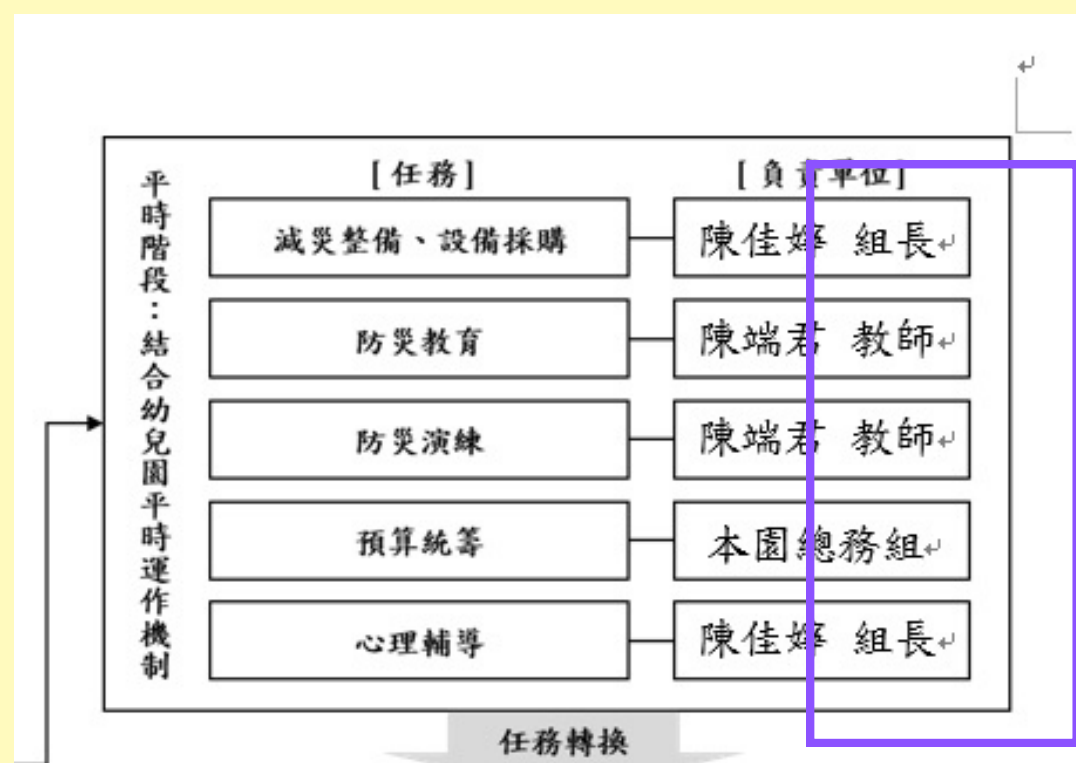 [任務] [負責單位]
平時階段：結合幼兒園平時運作機制
減災整備、設備採購 陳佳婷 組長
防災教育 陳端君 教師
防災演練 陳端君 教師
預算統籌 本園總務組
心理輔導 陳佳婷 組長
任務轉換